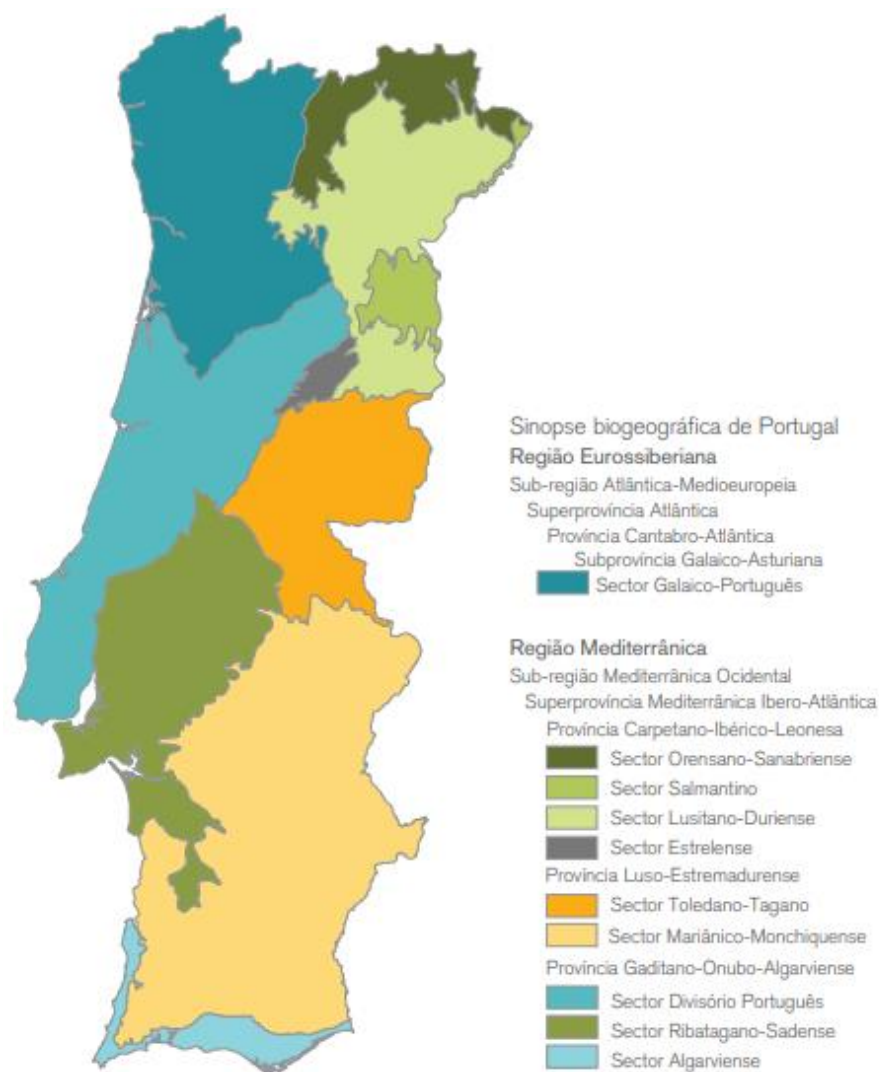 Sinopse biogeográfica de Portugal
Região Eurossiberiana
Sub-região Atlântica-Medioeuropeia
Superprovíncia Atlântica
Província Cantabro-Atlântica
Subprovíncia Galaico-Asturiana
Sector Galaico-Português
Região Mediterrânica
Sub-região Mediterrânica Ocidental
Superprovíncia Mediterrânica Ibero-Atlântica
Província Carpetano-Ibérico-Leonesa
Sector Orensano-Sanabriense
Sector Salmantino
Sector Lusitano-Duriense
Sector Estrelense
Província Luso-Estremadurense
Sector Toledano-Tagano
Sector Mariânico-Monchiquense
Província Gaditano-Onubo-Algarviense
Sector Divisório Português
Sector Ribatagano-Sadense
Sector Algarviense